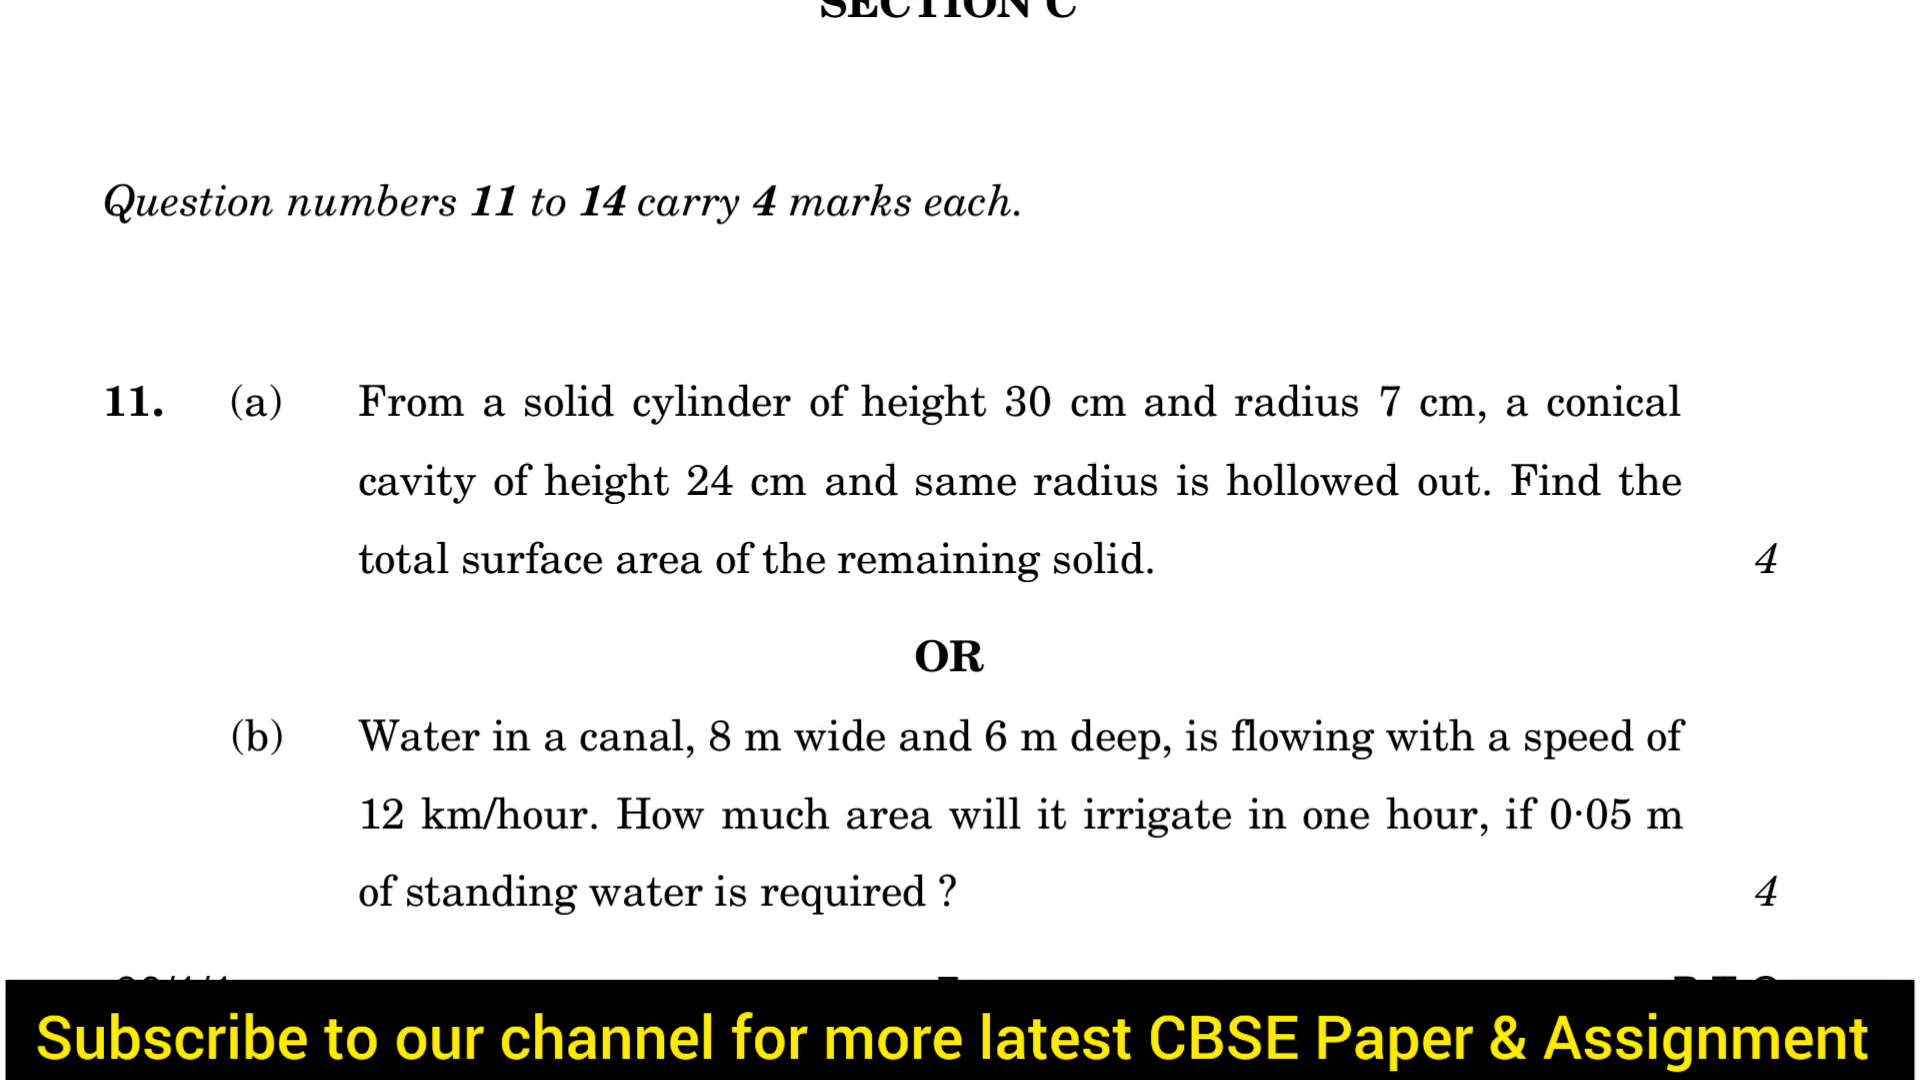 SECTION C
Question numbers 11 to 14 carry 4 marks each.
11. (a) From a solid cylinder of height 30 cm and radius 7 cm, a conical
cavity of height 24 cm and same radius is hollowed out. Find the
total surface area of the remaining solid. 4
OR
(b) Water in a canal, 8 m wide and 6 m deep, is flowing with a speed of
12 km/hour. How much area will it irrigate in one hour, if 0·05 m
of standing water is required ? 4
Subscribe to our channel for more latest CBSE Paper & Assignment